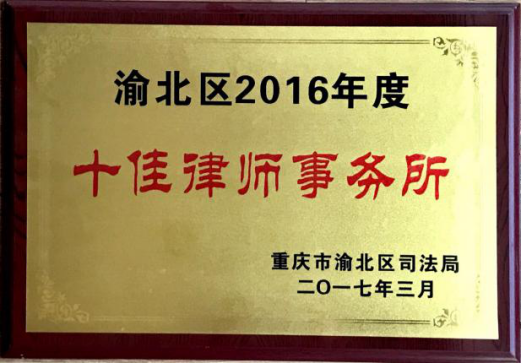 渝北区2016年度
十佳律师事务所
重庆市渝北区司法局
二〇一七年三月